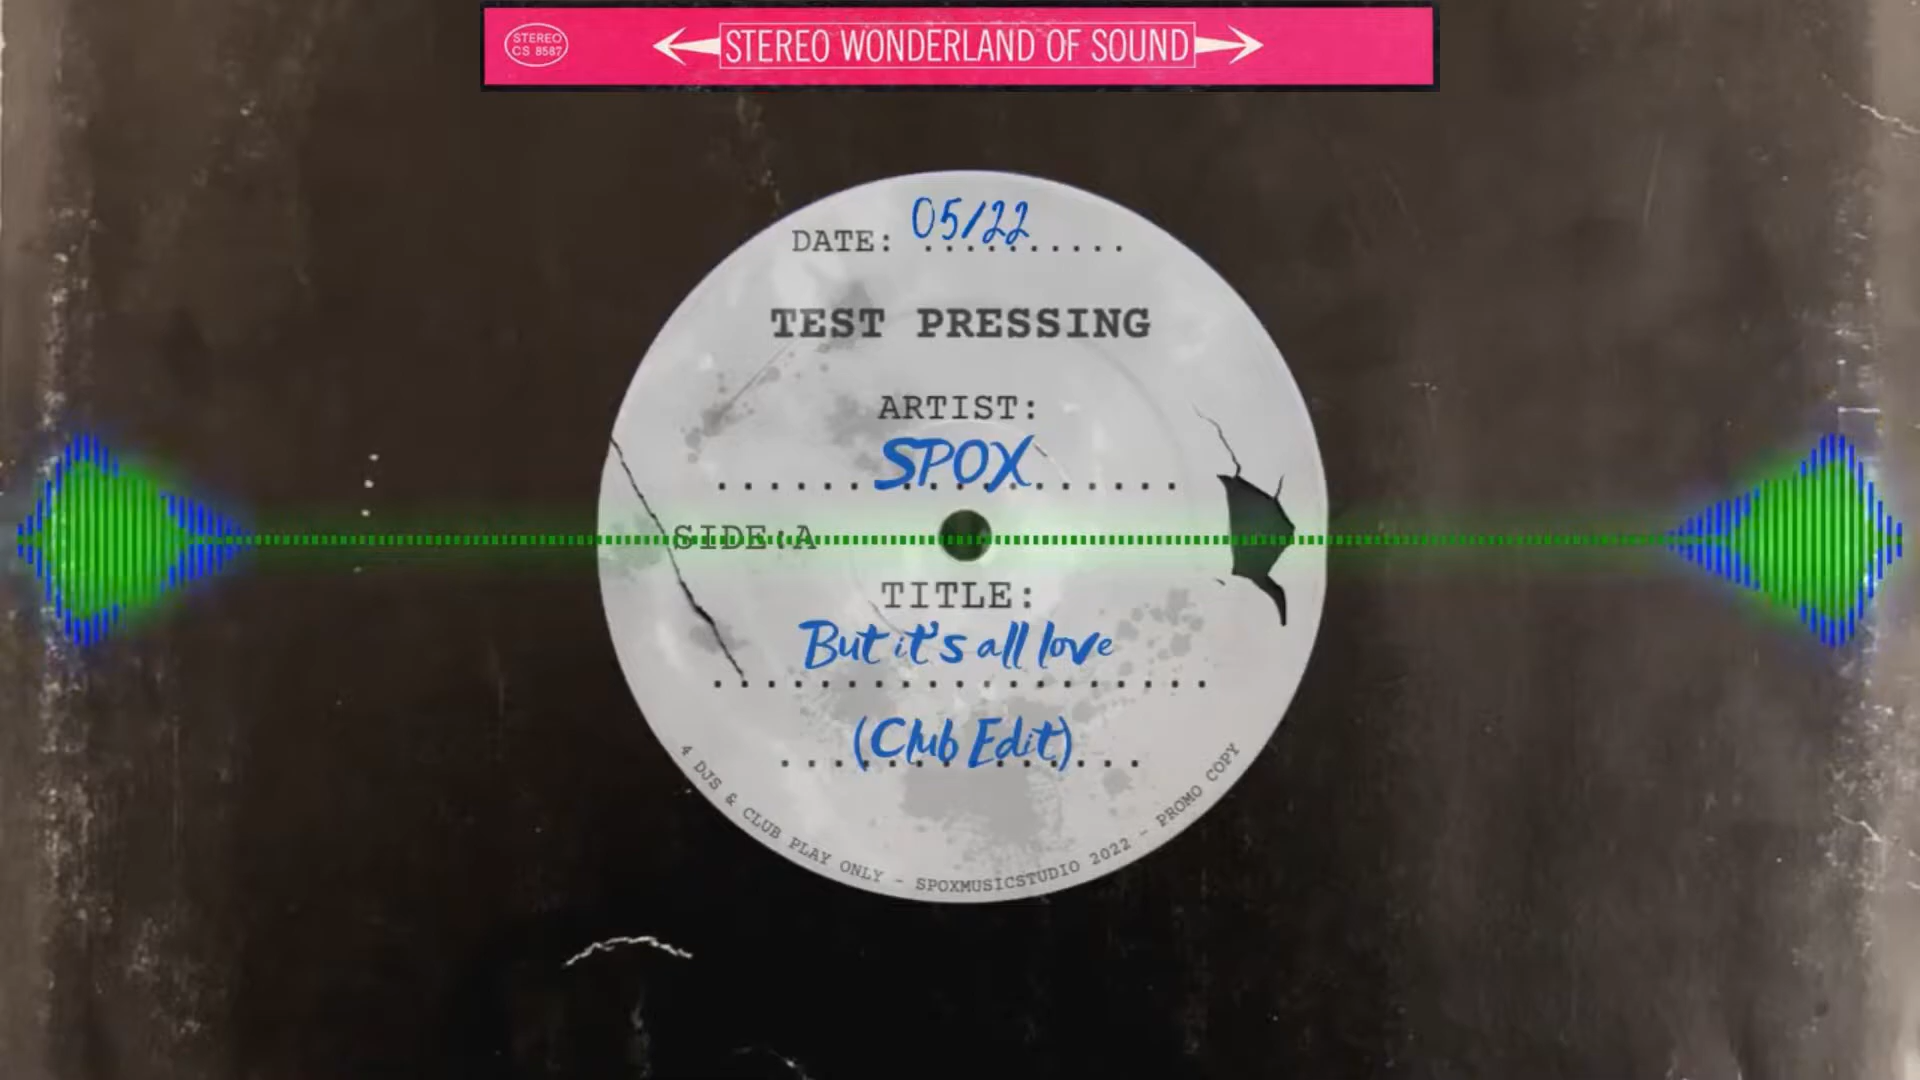 STEREO
CS 8587
STEREO WONDERLAND OF SOUND
DATE: 05/22
TEST PRESSING
ARTIST:
SPOX
SIDE:A
TITLE:
But it's all love
(Club Edit)
4 DJS & CLUB PLAY ONLY - SPOXMUSICSTUDIO 2022 - PROMO COPY